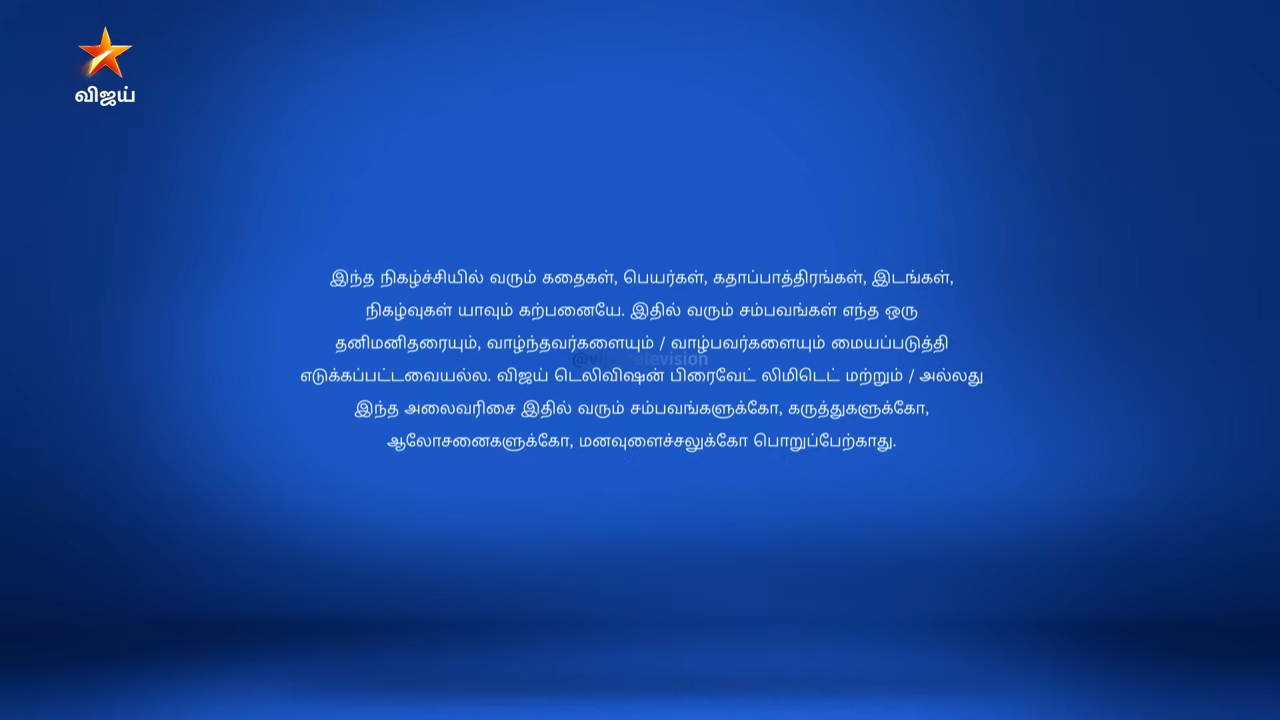 விஜய்
இந்த நிகழ்ச்சியில் வரும் கதைகள், பெயர்கள், கதாப்பாத்திரங்கள், இடங்கள்,
நிகழ்வுகள் யாவும் கற்பனையே. இதில் வரும் சம்பவங்கள் எந்த ஒரு
தனிமனிதரையும், வாழ்ந்தவர்களையும் / வாழ்பவர்களையும் மையப்படுத்தி
எடுக்கப்பட்டவையல்ல. விஜய் டெலிவிஷன் பிரைவேட் லிமிடெட் மற்றும் / அல்லது
இந்த அலைவரிசை இதில் வரும் சம்பவங்களுக்கோ, கருத்துகளுக்கோ,
ஆலோசனைகளுக்கோ, மனவுளைச்சலுக்கோ பொறுப்பேற்காது.